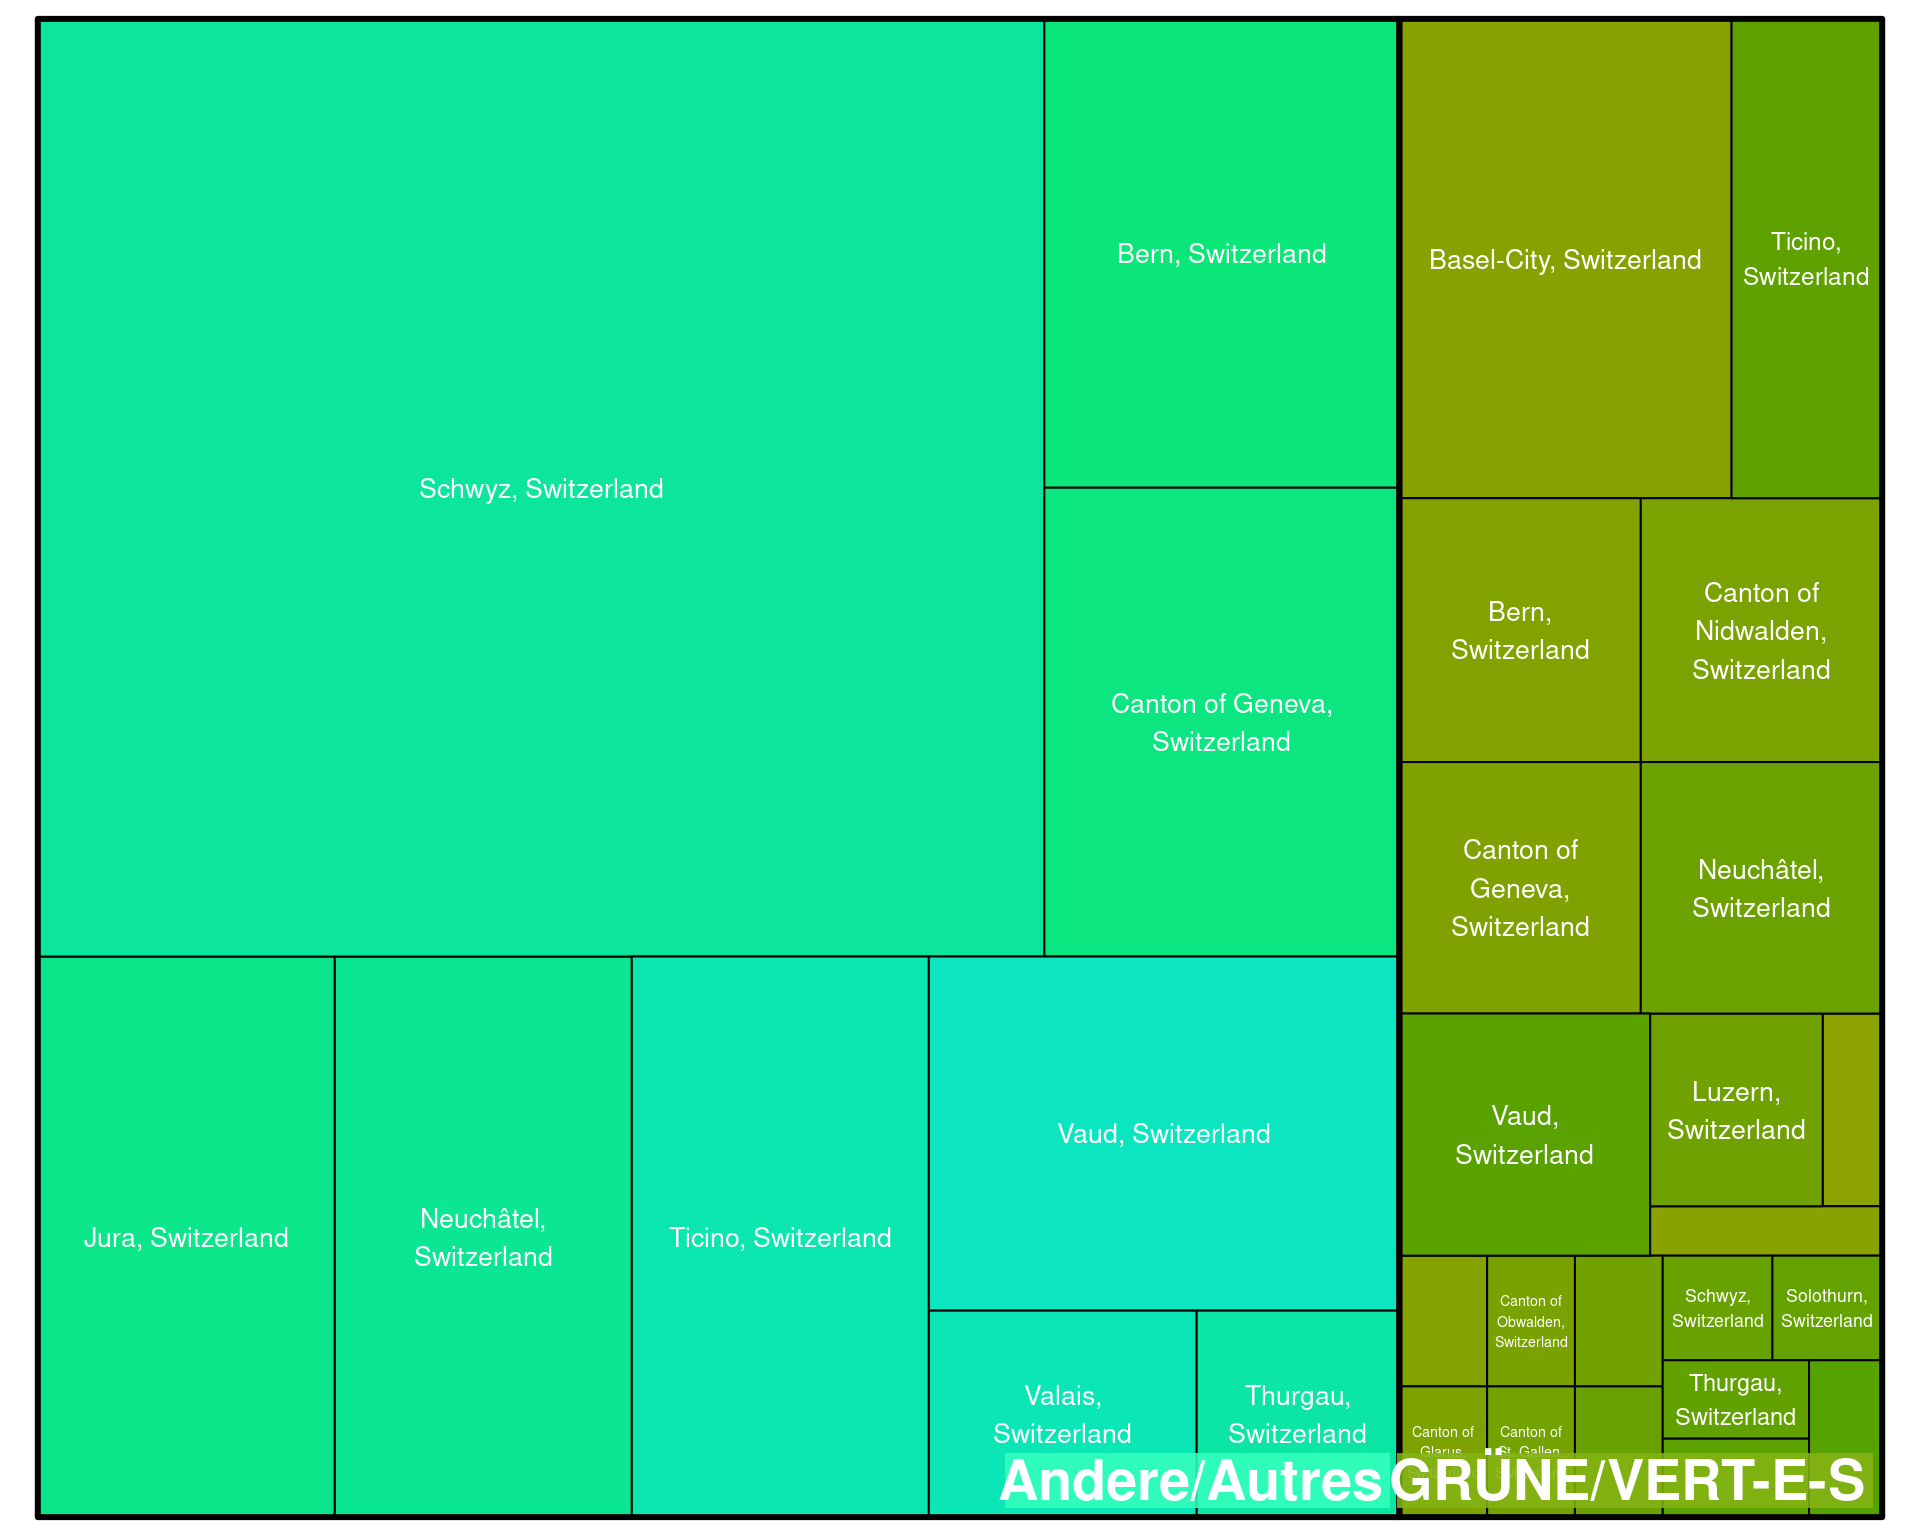 Schwyz, Switzerland
Bern, Switzerland
Canton of Geneva,
Switzerland
Jura, Switzerland
Neuchâtel,
Switzerland
Ticino, Switzerland
Vaud, Switzerland
Valais,
Switzerland
Thurgau,
Switzerland
Andere/Autres
Basel-City, Switzerland
Ticino,
Switzerland
Bern,
Switzerland
Canton of
Nidwalden,
Switzerland
Canton of
Geneva,
Switzerland
Neuchâtel,
Switzerland
Vaud,
Switzerland
Luzern,
Switzerland
Canton of
Obwalden,
Switzerland
Schwyz,
Switzerland
Solothurn,
Switzerland
Thurgau,
Switzerland
Canton of
Glarus,
Canton of
St. Gallen,
GRÜNE/VERT-E-S